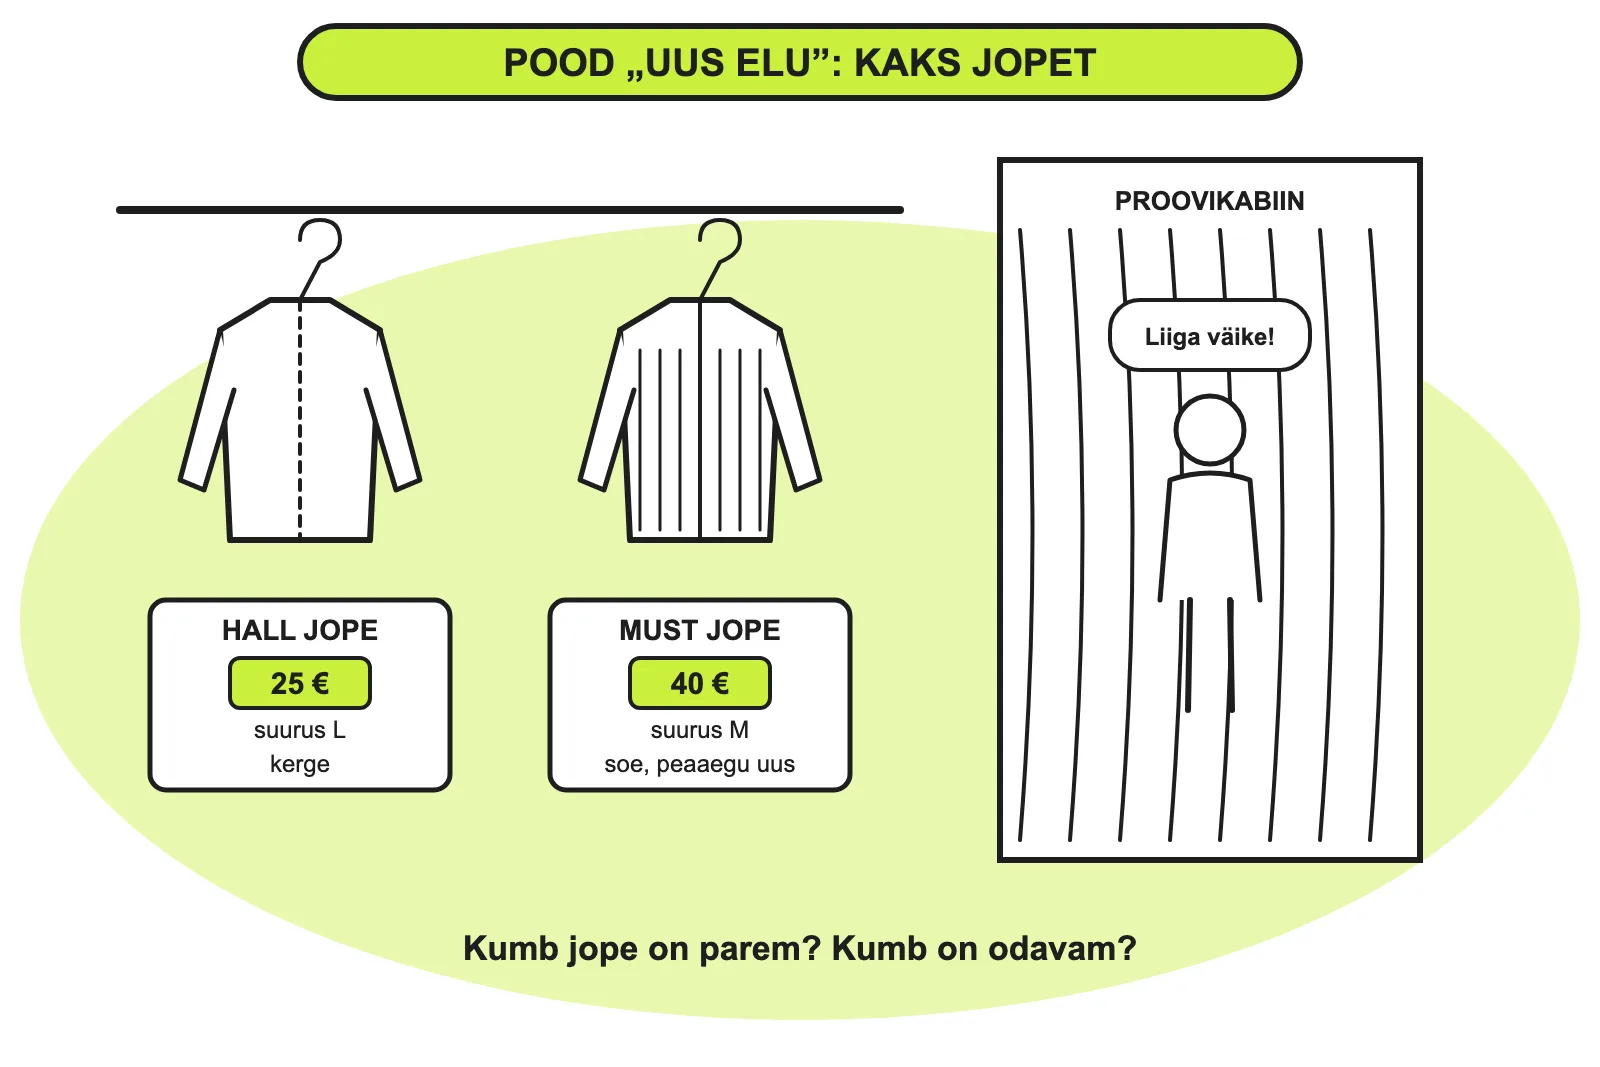 POOD „UUS ELU”: KAKS JOPET
PROOVIKABIIN
Liiga väike!
HALL JOPE
25 €
suurus L
kerge
MUST JOPE
40 €
suurus M
soe, peaaegu uus
Kumb jope on parem? Kumb on odavam?